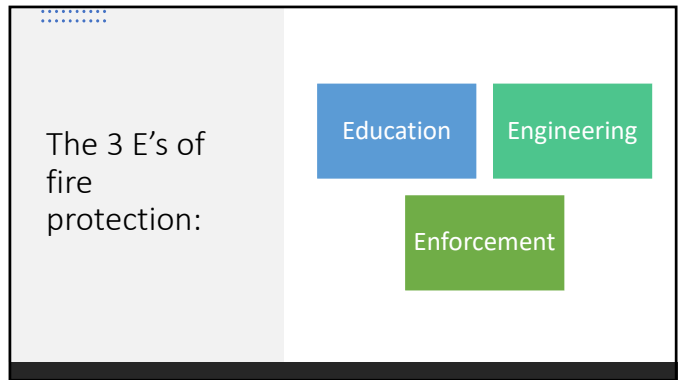 The 3 E’s of
fire
protection:
Education
Engineering
Enforcement